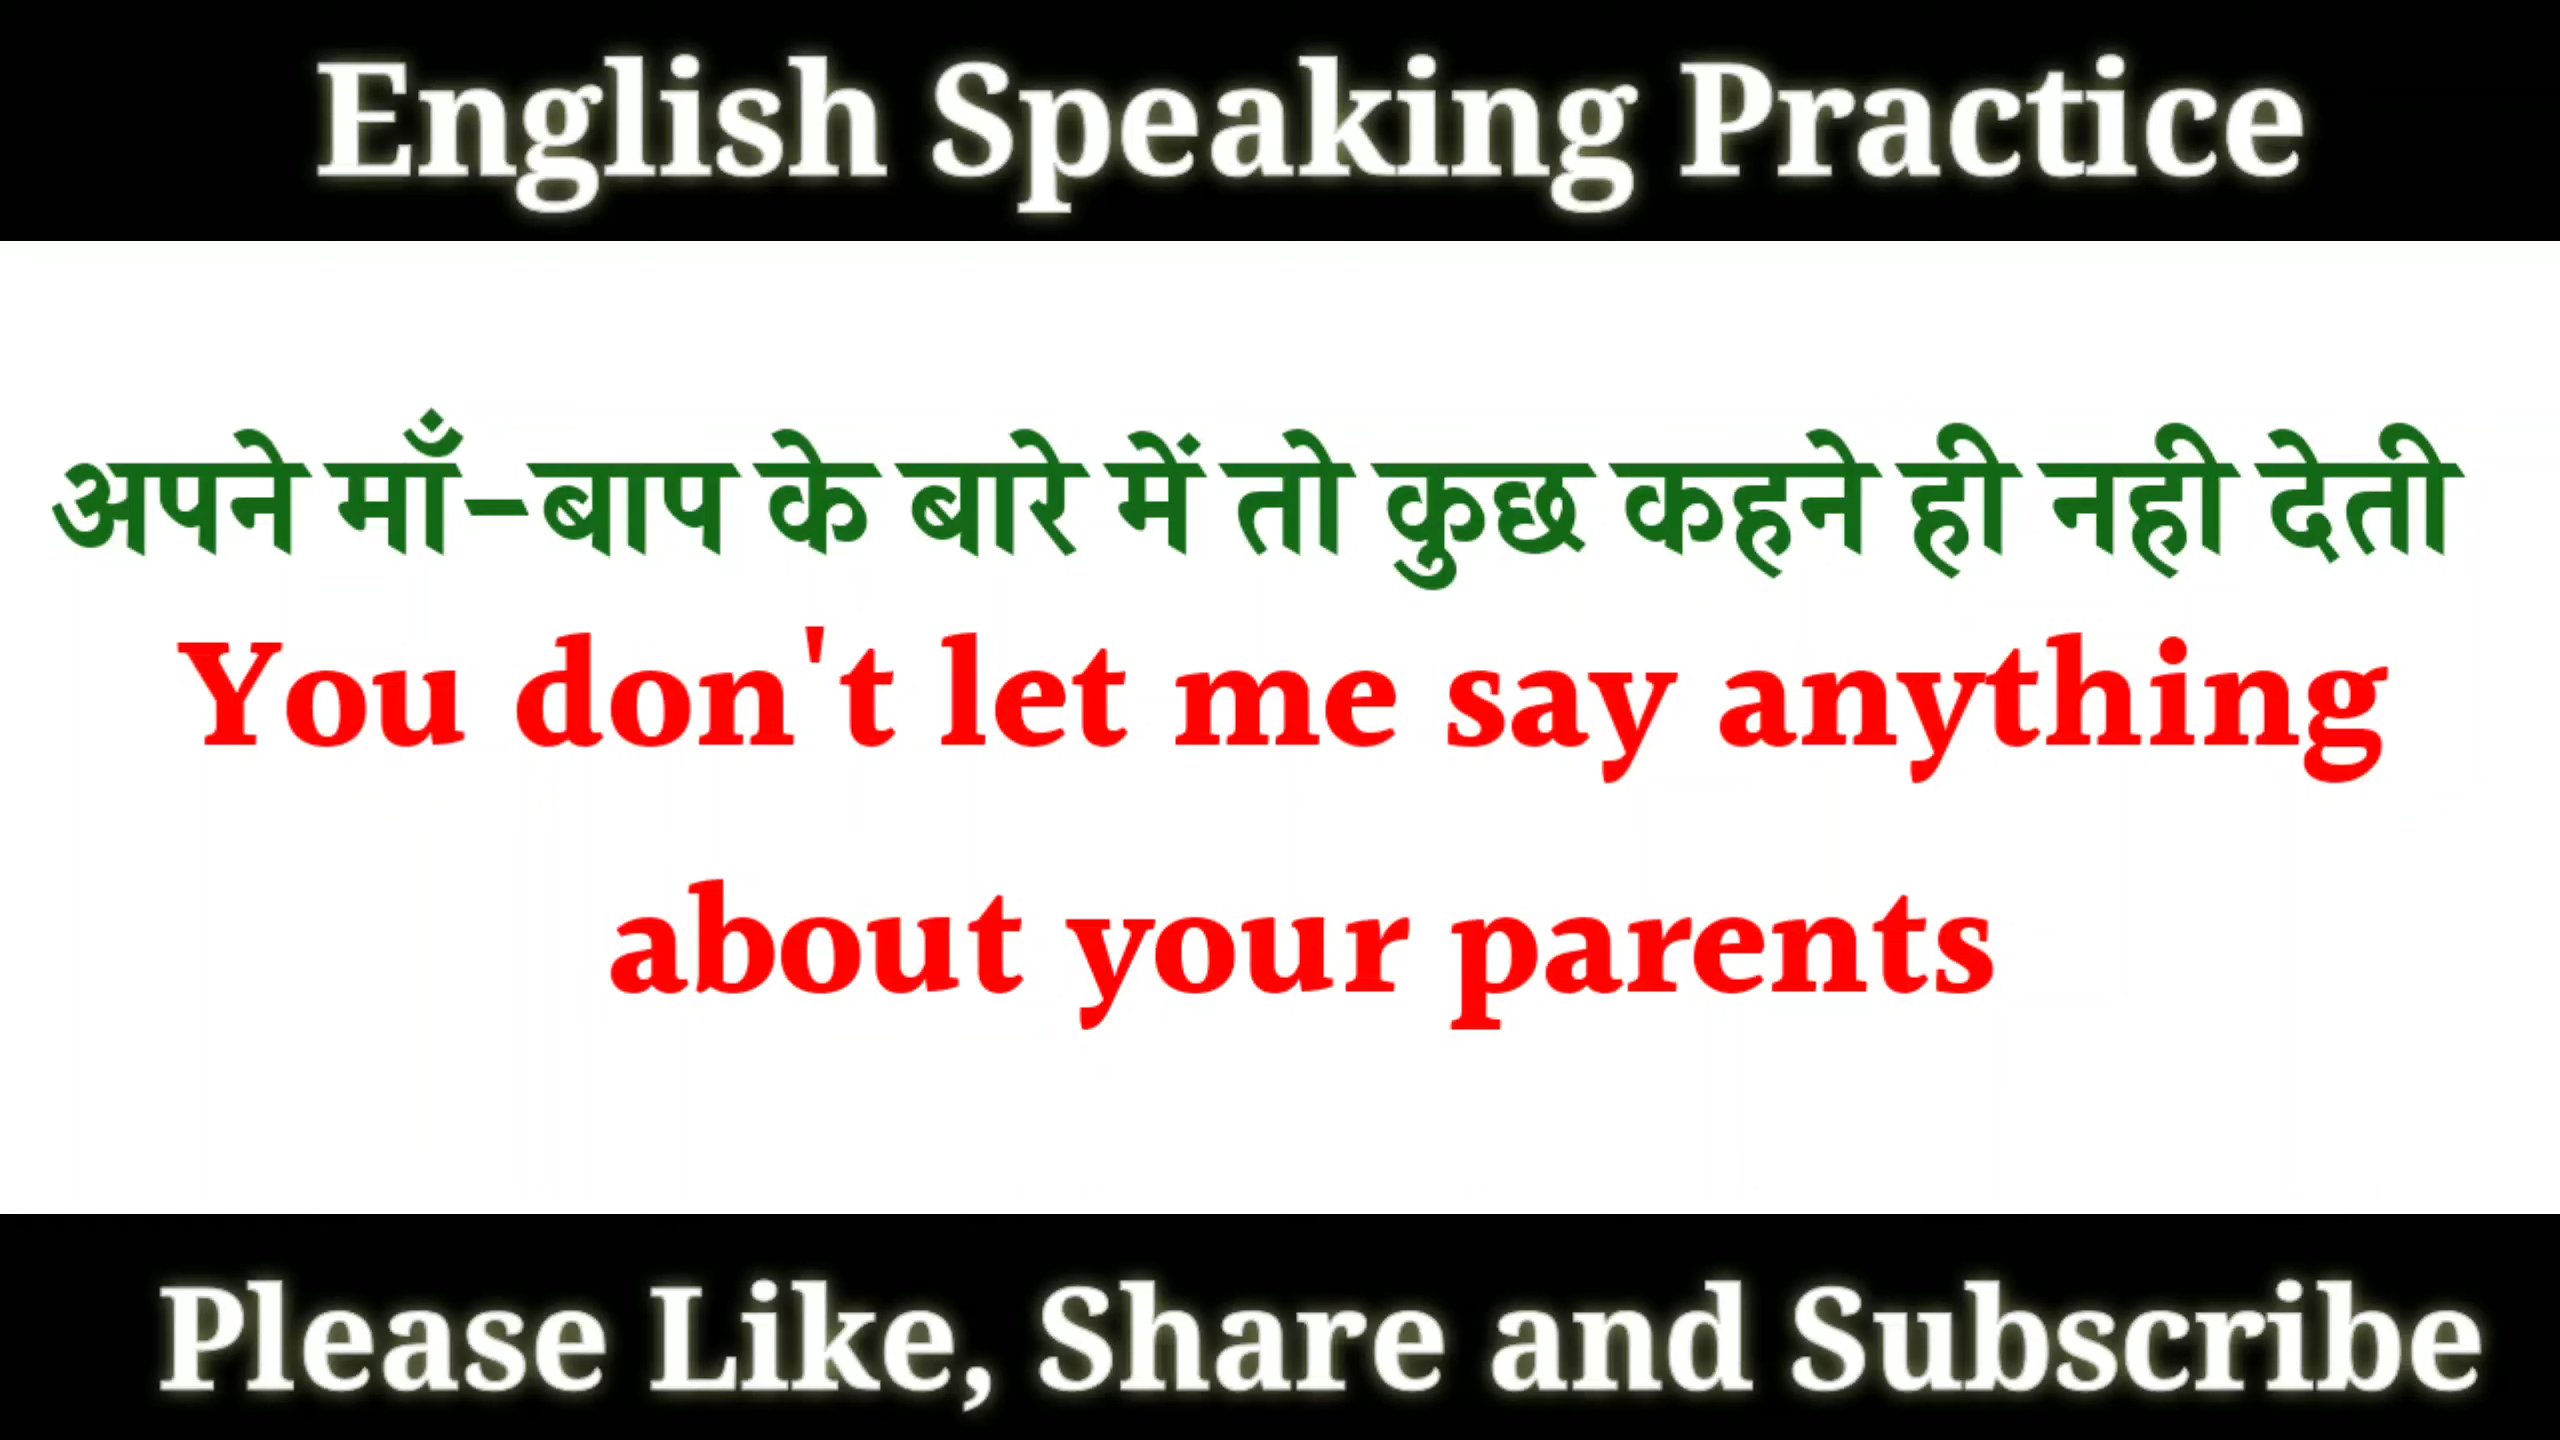 English Speaking Practice
अपने माँ-बाप के बारे में तो कुछ कहने ही नही देती
You don't let me say anything
about your parents
Please Like, Share and Subscribe